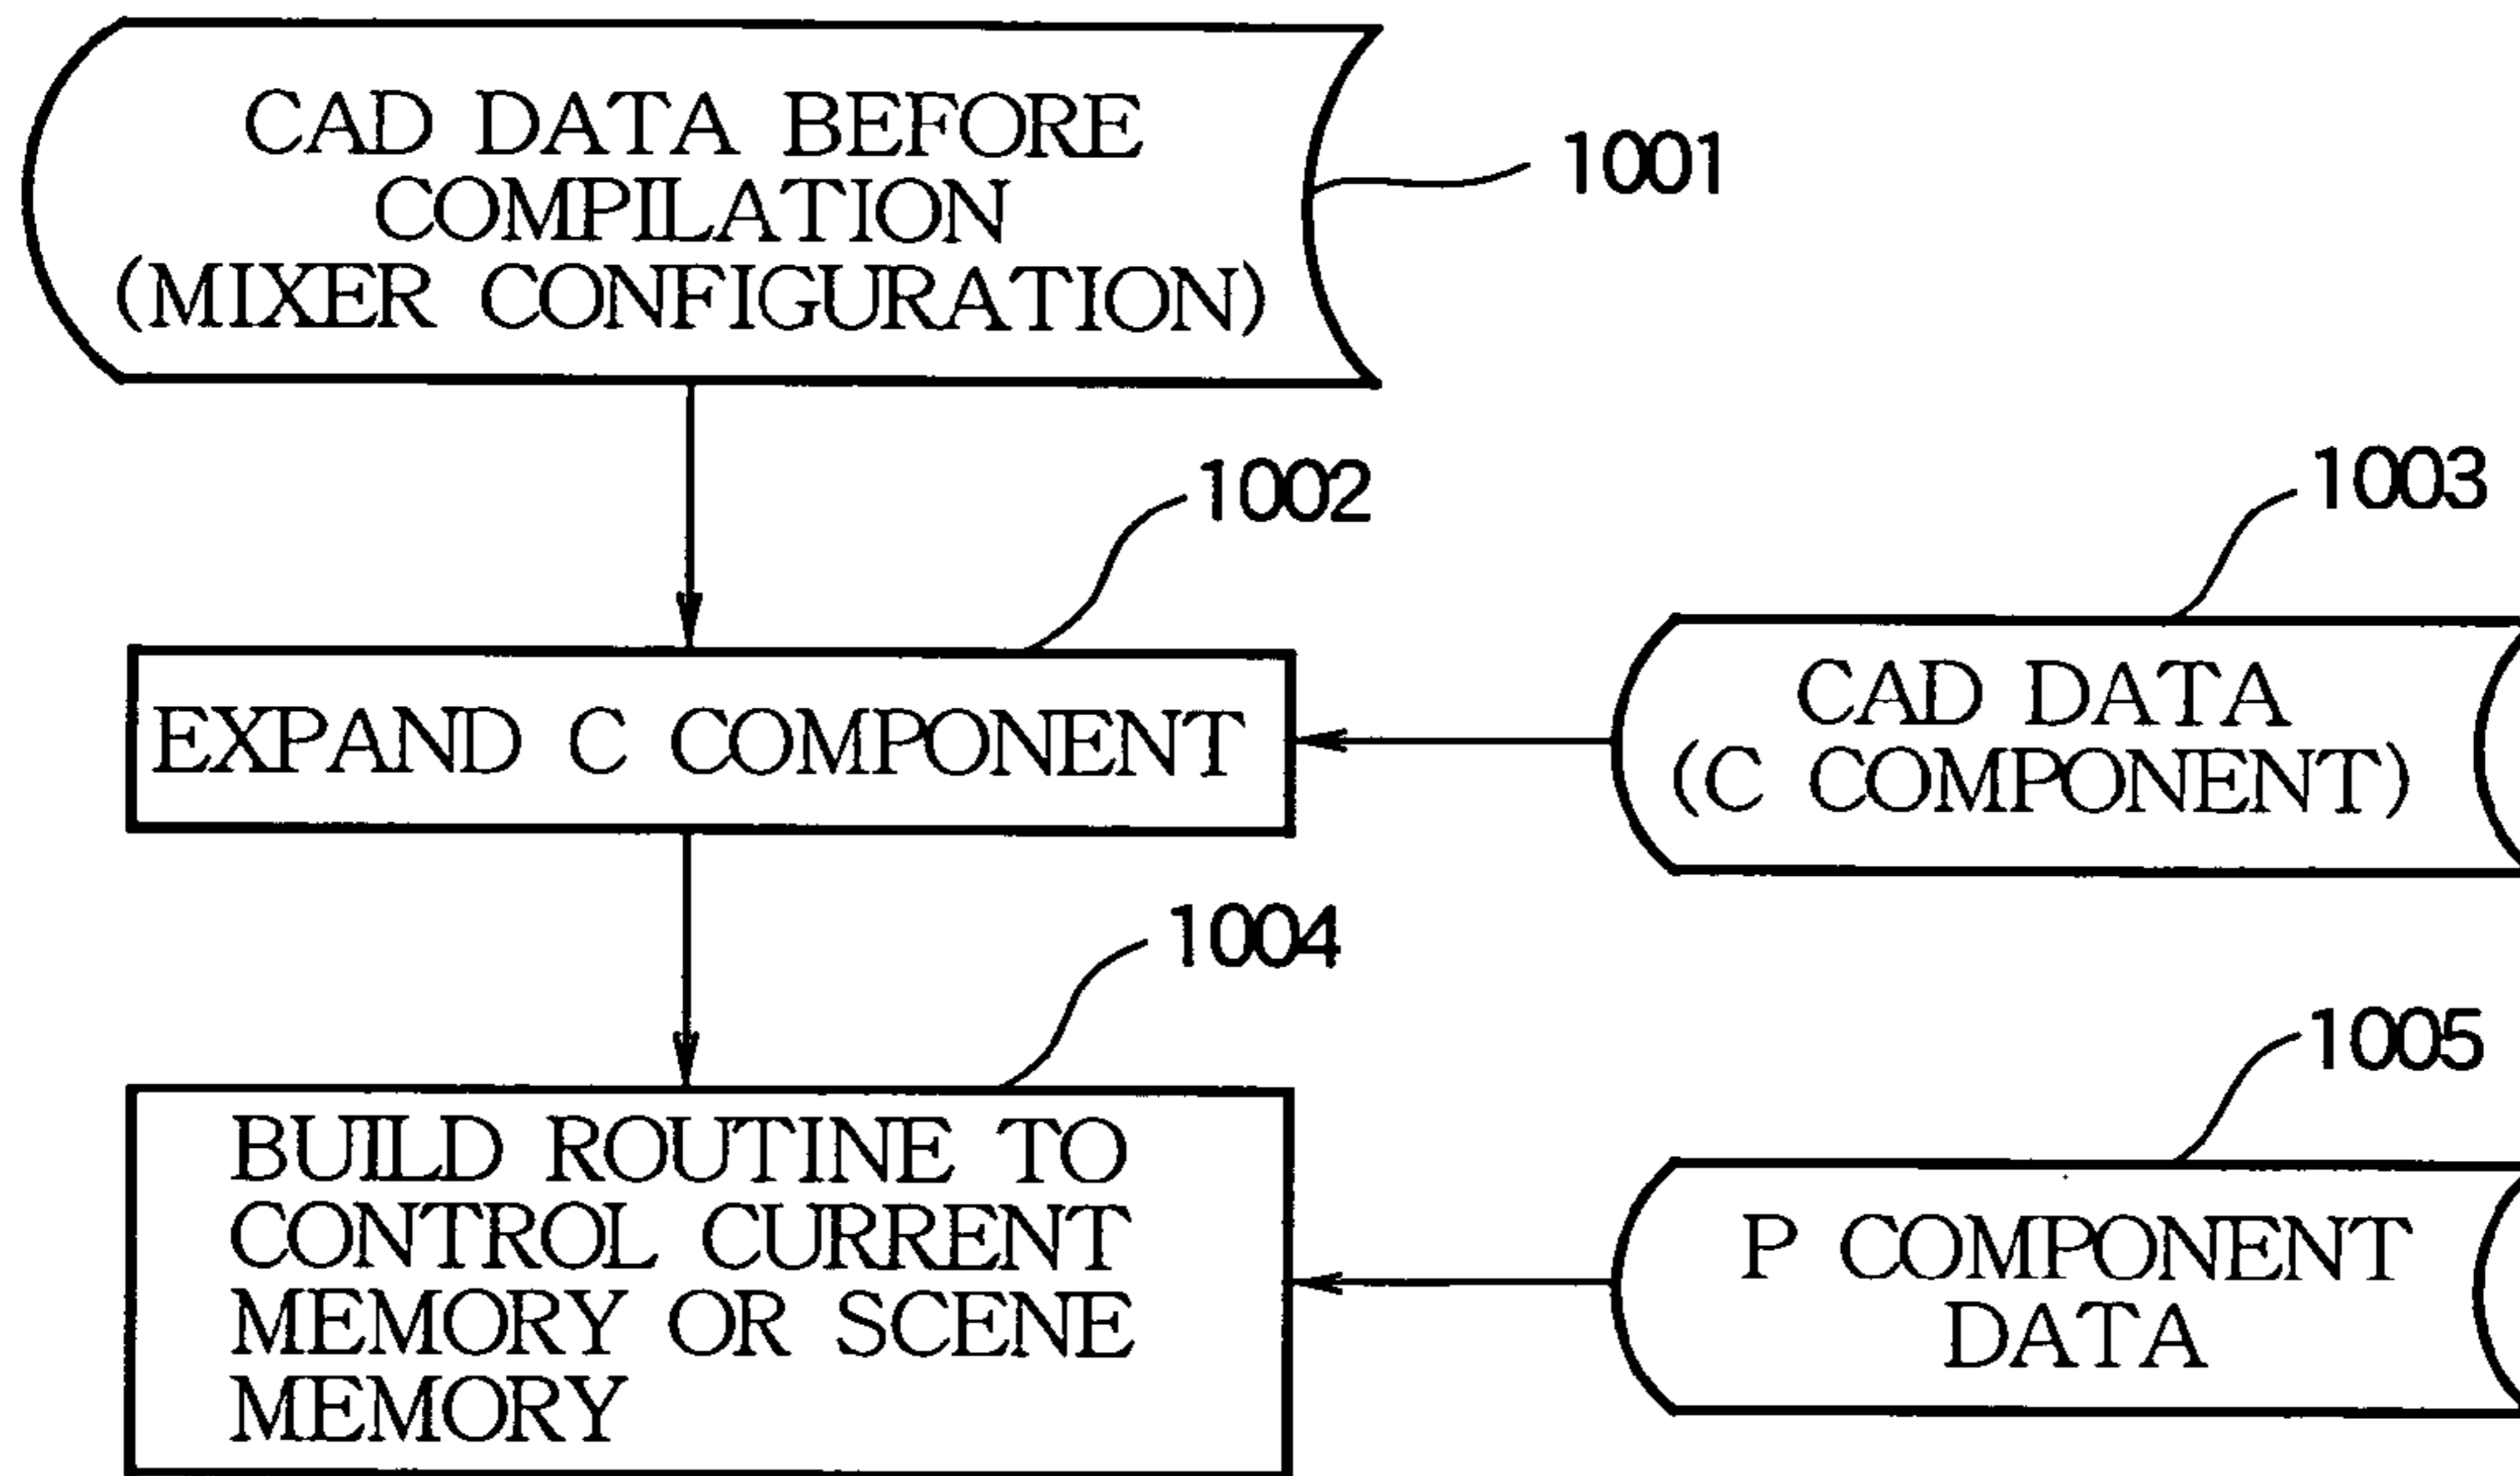 CAD DATA BEFORE
COMPILATION
(MIXER CONFIGURATION)
1001
1002
EXPAND C COMPONENT
1003
CAD DATA
(C COMPONENT)
1004
BUILD ROUTINE TO
CONTROL CURRENT
MEMORY OR SCENE
MEMORY
1005
P COMPONENT
DATA